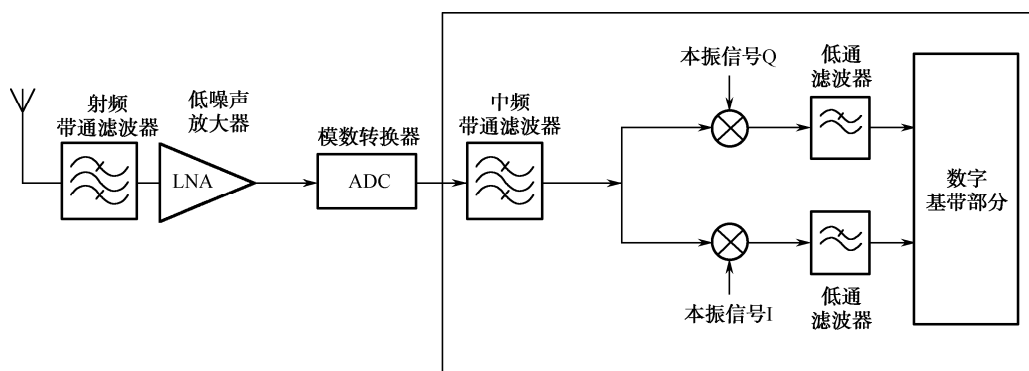 射频
带通滤波器
低噪声
放大器
LNA
模数转换器
ADC
中频
带通滤波器
本振信号Q
低通
滤波器
本振信号I
低通
滤波器
数字
基带部分